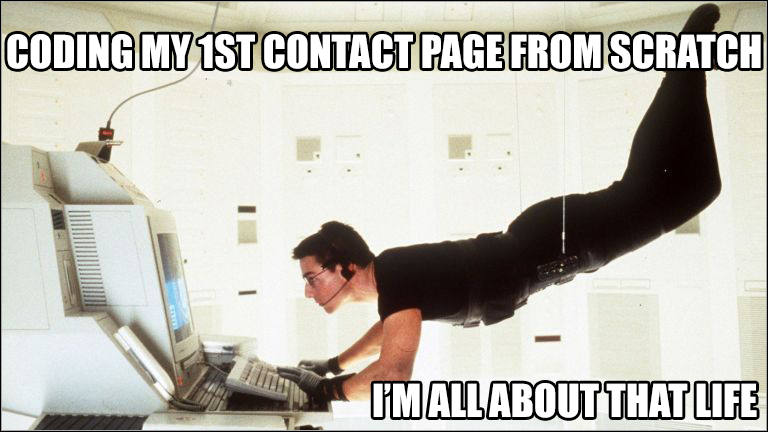 CODING MY 1ST CONTACT PAGE FROM SCRATCH
I'M ALL ABOUT THAT LIFE